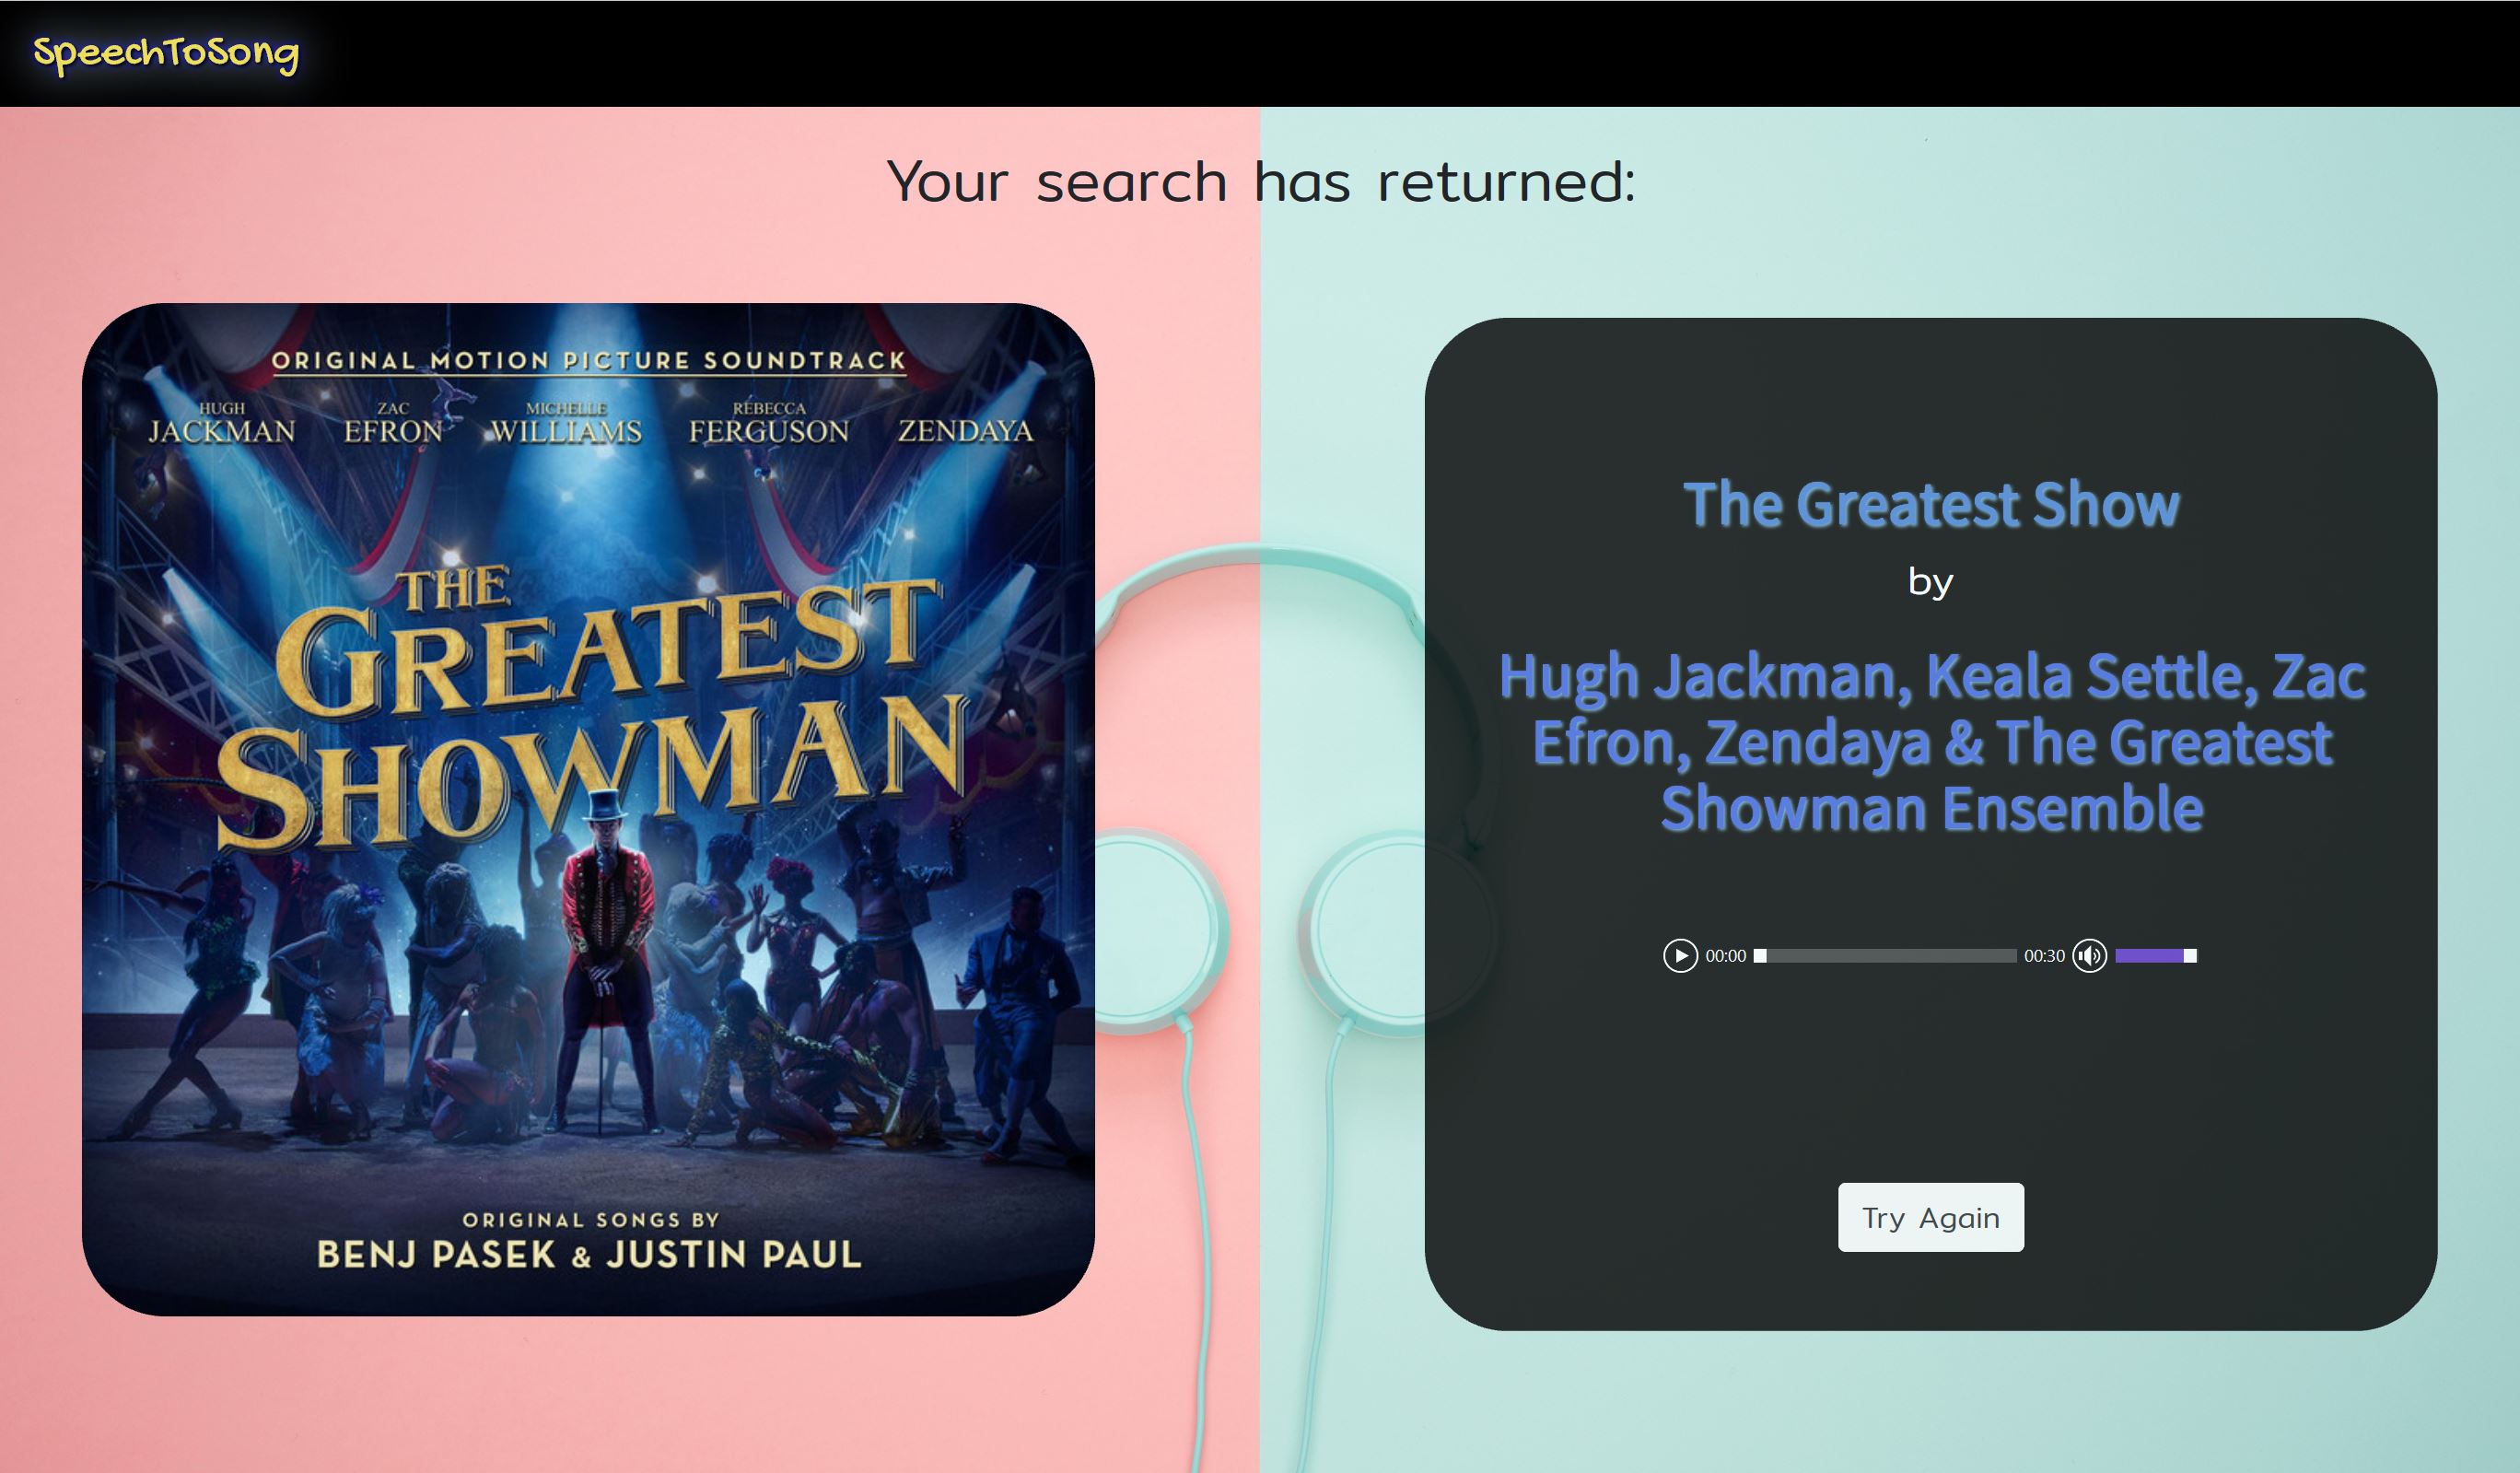 SpeechToSong
Your search has returned:
ORIGINAL MOTION PICTURE SOUNDTRACK
HUGH JACKMAN
ZAC EFRON
MICHELLE WILLIAMS
REBECCA FERGUSON
ZENDAYA
THE
GREATEST
SHOWMAN
ORIGINAL SONGS BY
BENJ PASEK & JUSTIN PAUL
The Greatest Show
by
Hugh Jackman, Keala Settle, Zac
Efron, Zendaya & The Greatest
Showman Ensemble
00:00 00:30
Try Again